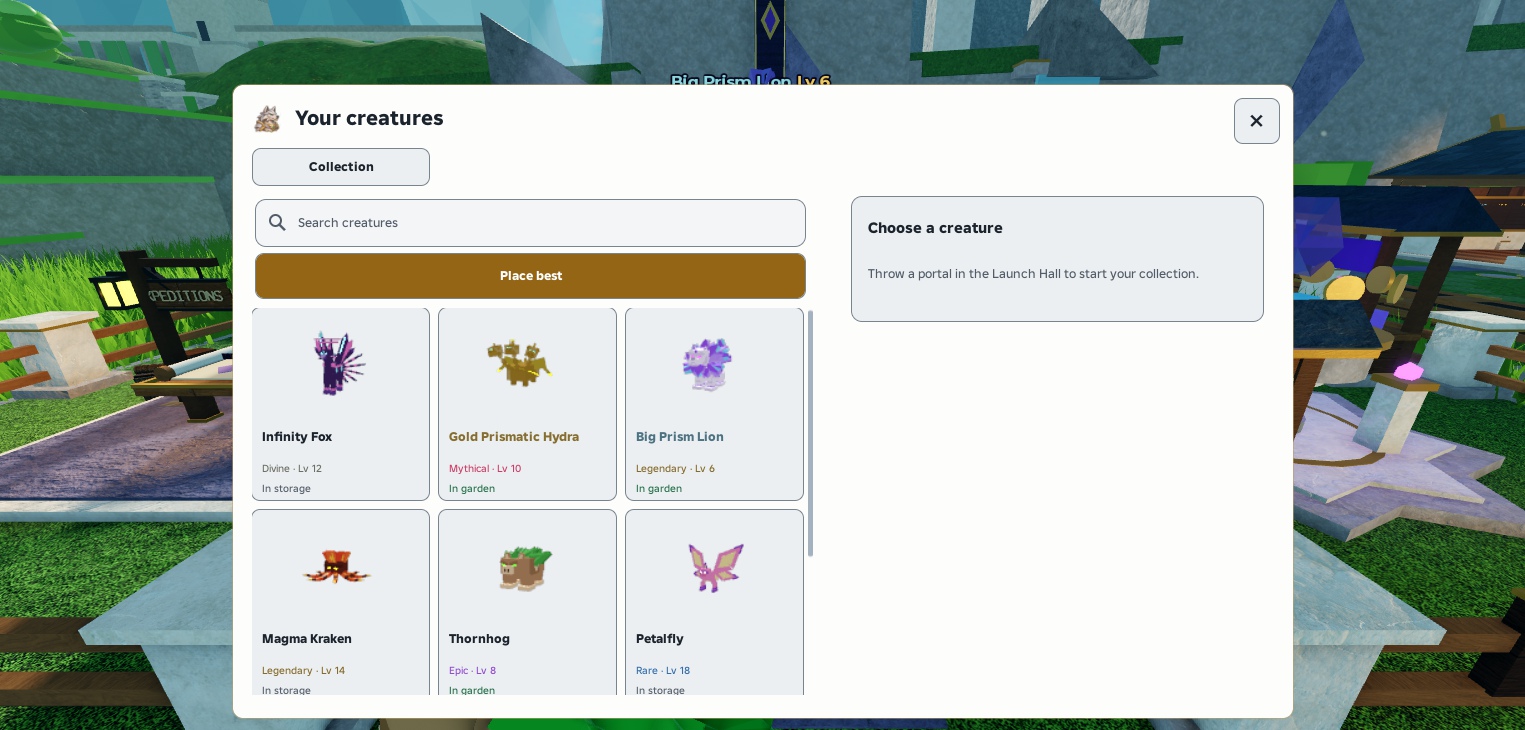 Big Prism Lion Lv 6
Your creatures
Collection
Search creatures
Place best
Choose a creature
Throw a portal in the Launch Hall to start your collection.
Infinity Fox
Divine · Lv 12
In storage
Gold Prismatic Hydra
Mythical · Lv 10
In garden
Big Prism Lion
Legendary · Lv 6
In garden
Magma Kraken
Legendary · Lv 14
In storage
Thornhog
Epic · Lv 8
In garden
Petalfly
Rare · Lv 18
In storage
XPEDITIONS